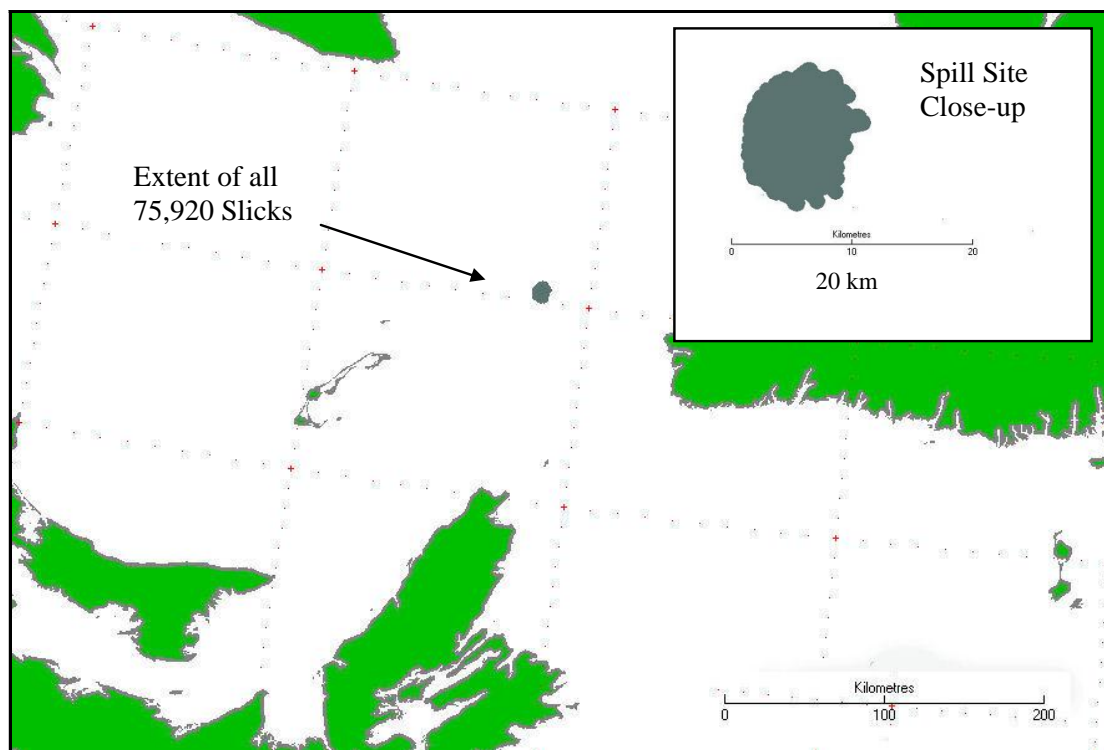 Spill Site
Close-up
Extent of all
75,920 Slicks
Kilometres
0 10 20
20 km
Kilometres
0 100 200